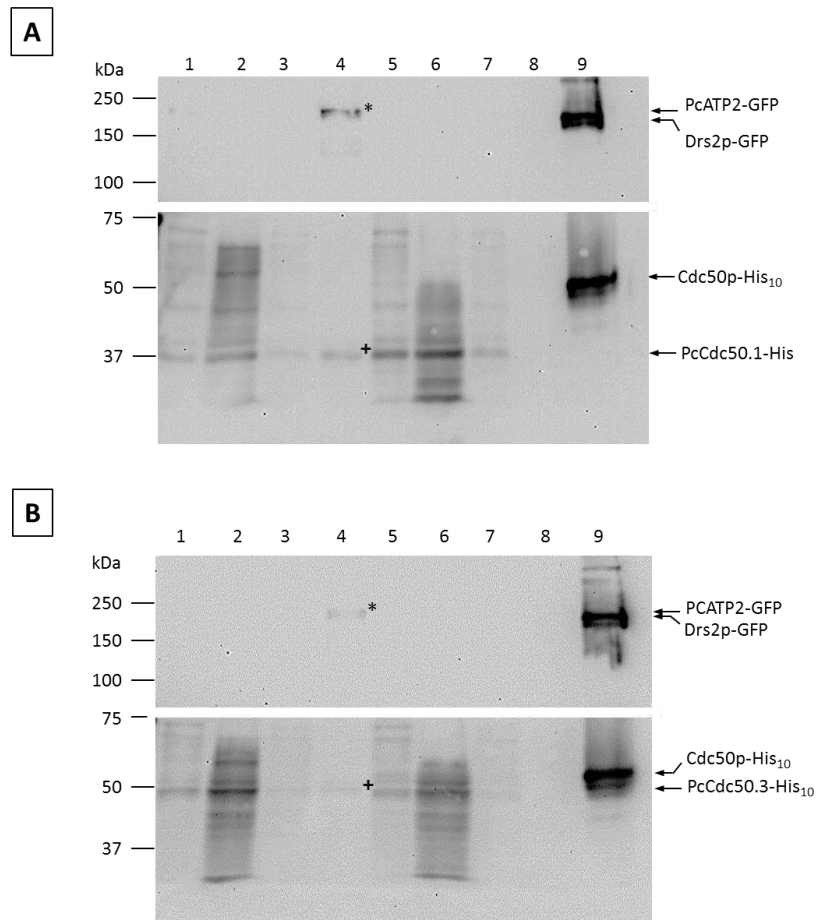 A
kDa
1 2 3 4 5 6 7 8 9
250
150
100
*
PcATP2-GFP
Drs2p-GFP
75
50
37
+
Cdc50p-His₁₀
PcCdc50.1-His
B
kDa
1 2 3 4 5 6 7 8 9
250
150
100
*
PCATP2-GFP
Drs2p-GFP
75
50
37
+
Cdc50p-His₁₀
PcCdc50.3-His₁₀